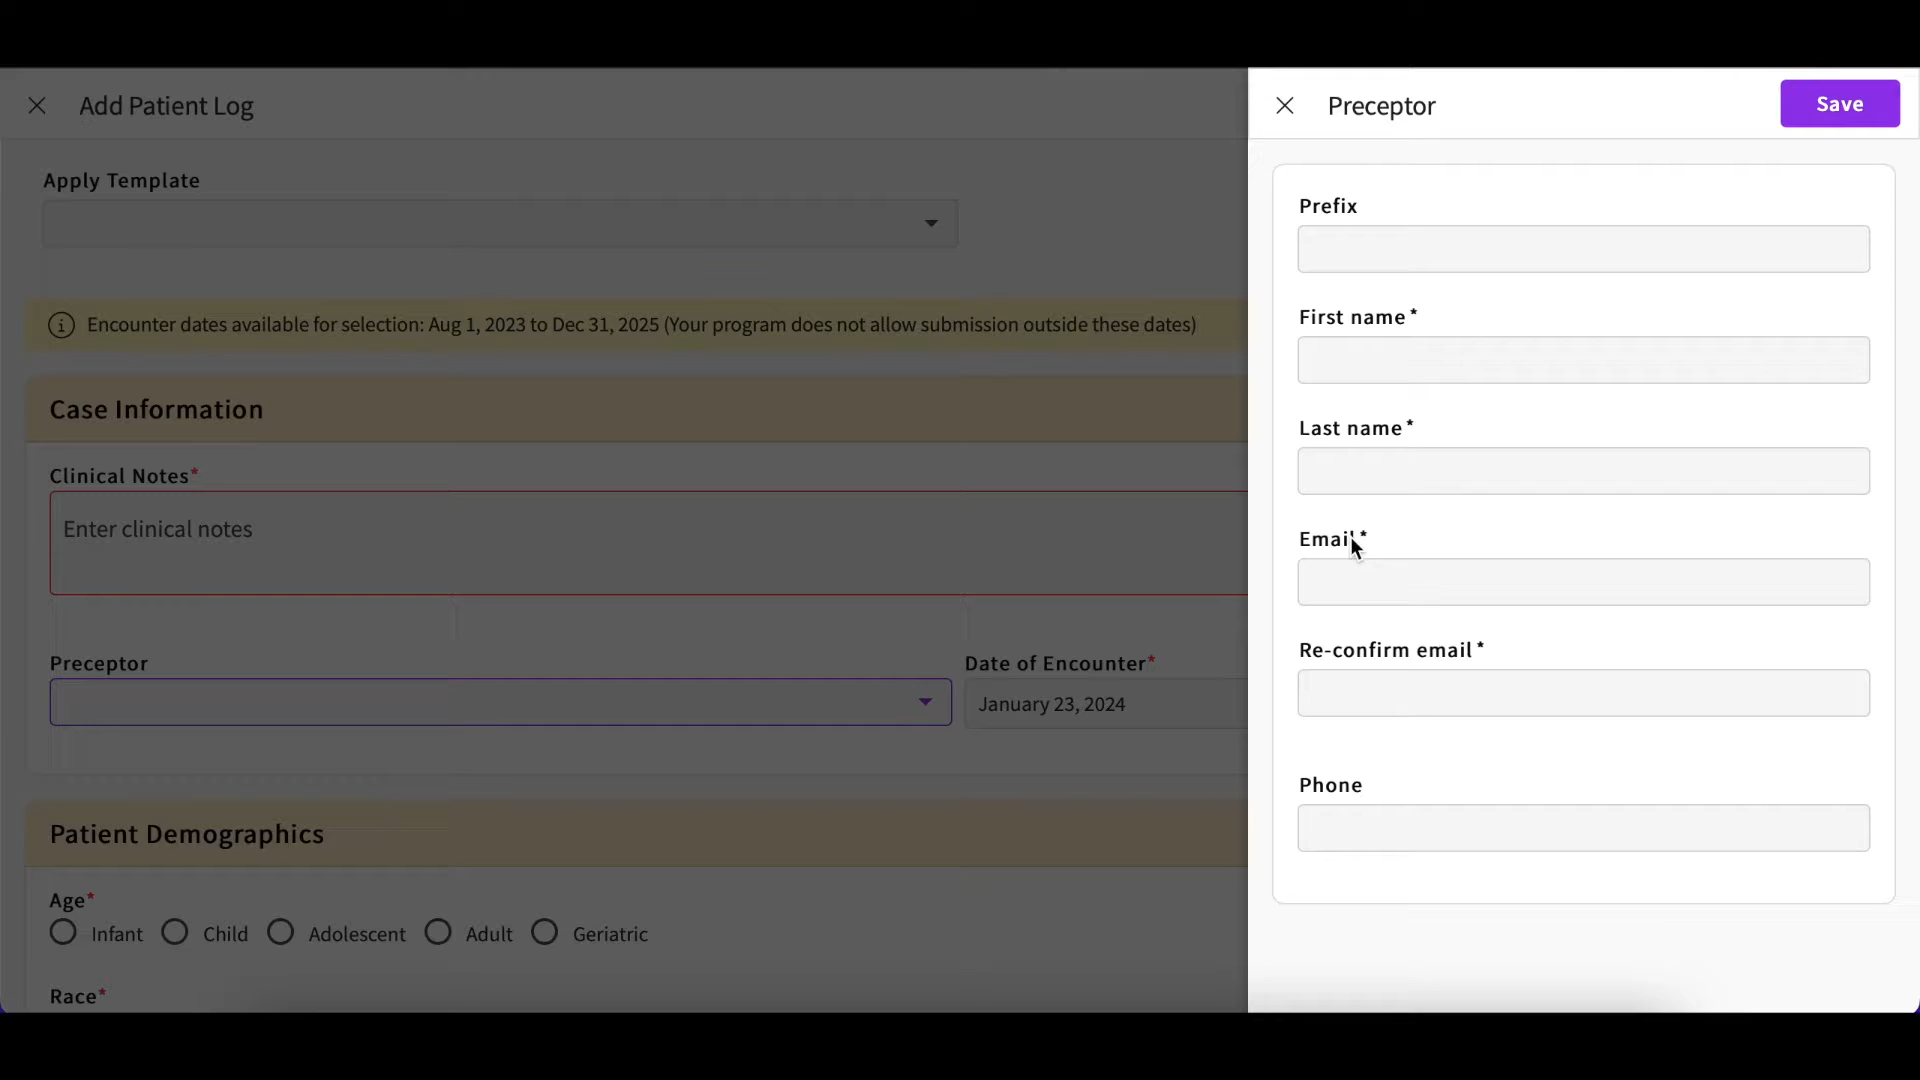 Add Patient Log
Apply Template
Encounter dates available for selection: Aug 1, 2023 to Dec 31, 2025 (Your program does not allow submission outside these dates)
Case Information
Clinical Notes*
Enter clinical notes
Preceptor
Date of Encounter*
January 23, 2024
Patient Demographics
Age*
Infant Child Adolescent Adult Geriatric
Race*
Preceptor
Save
Prefix
First name*
Last name*
Email*
Re-confirm email*
Phone